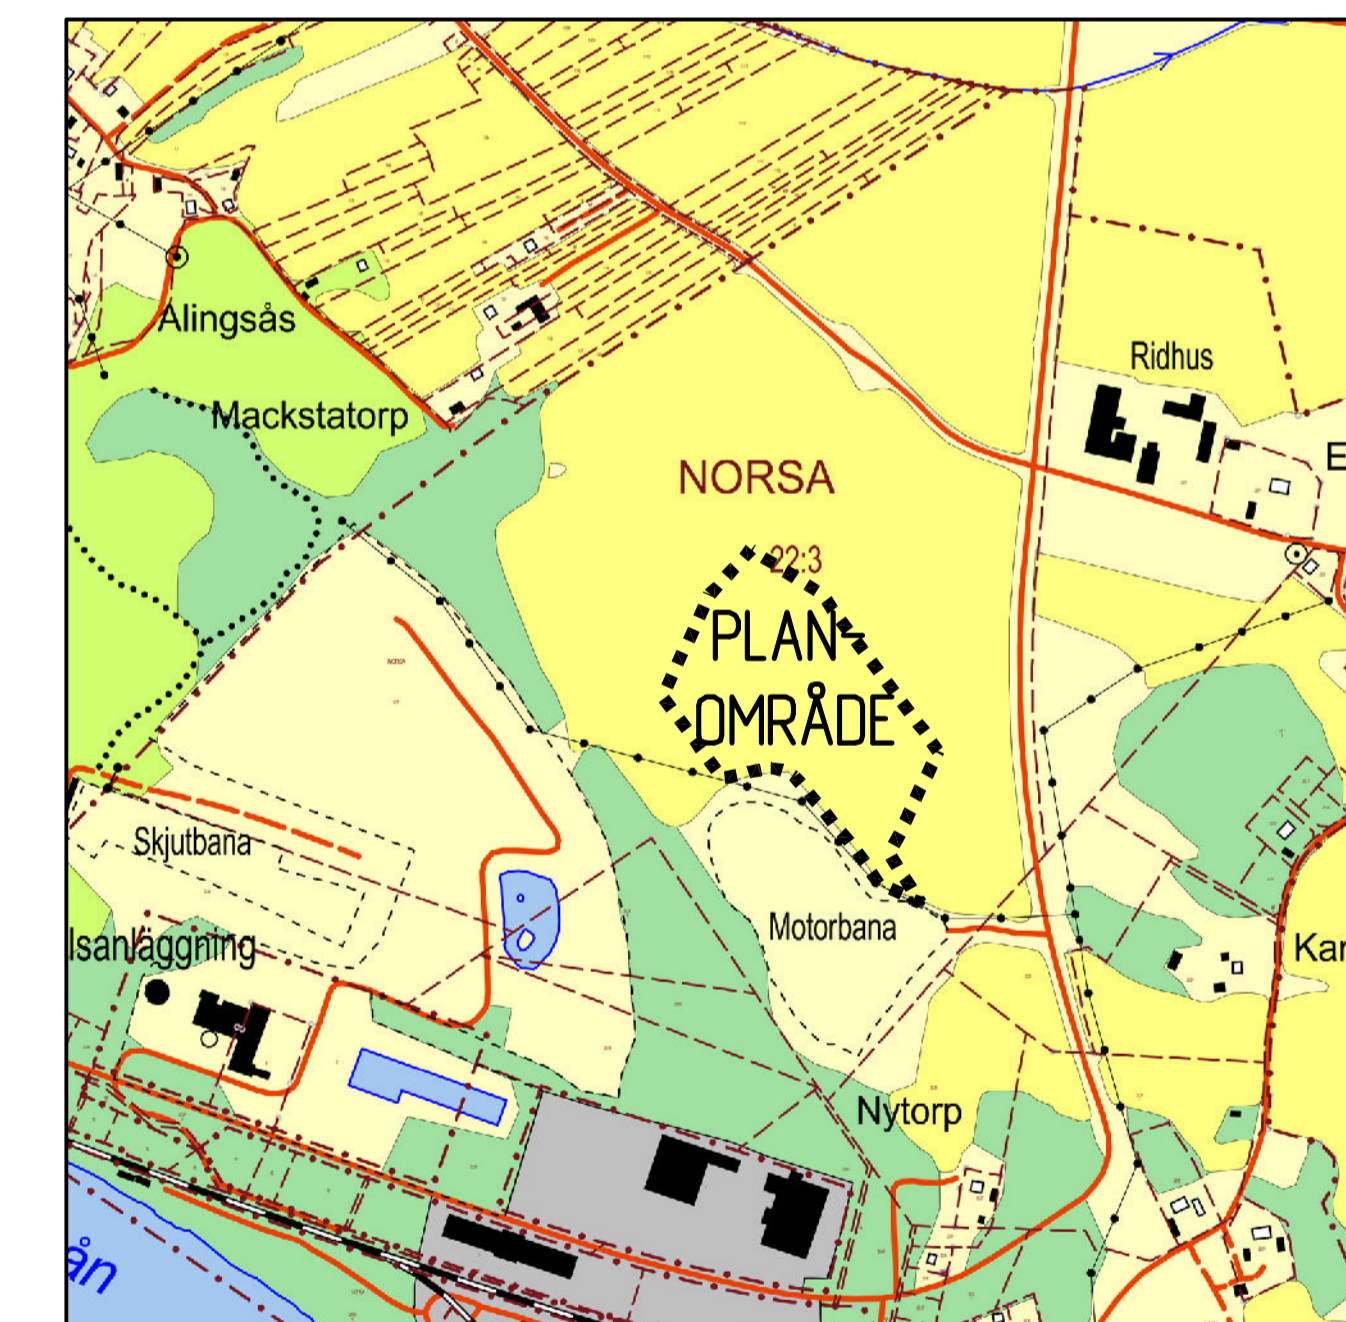 Alingsås
Mackstatorp
Ridhus
NORSA
22:3
E
PLAN-
OMRÅDE
Skjutbana
Motorbana
lsanläggning
Kar
Nytorp
ån